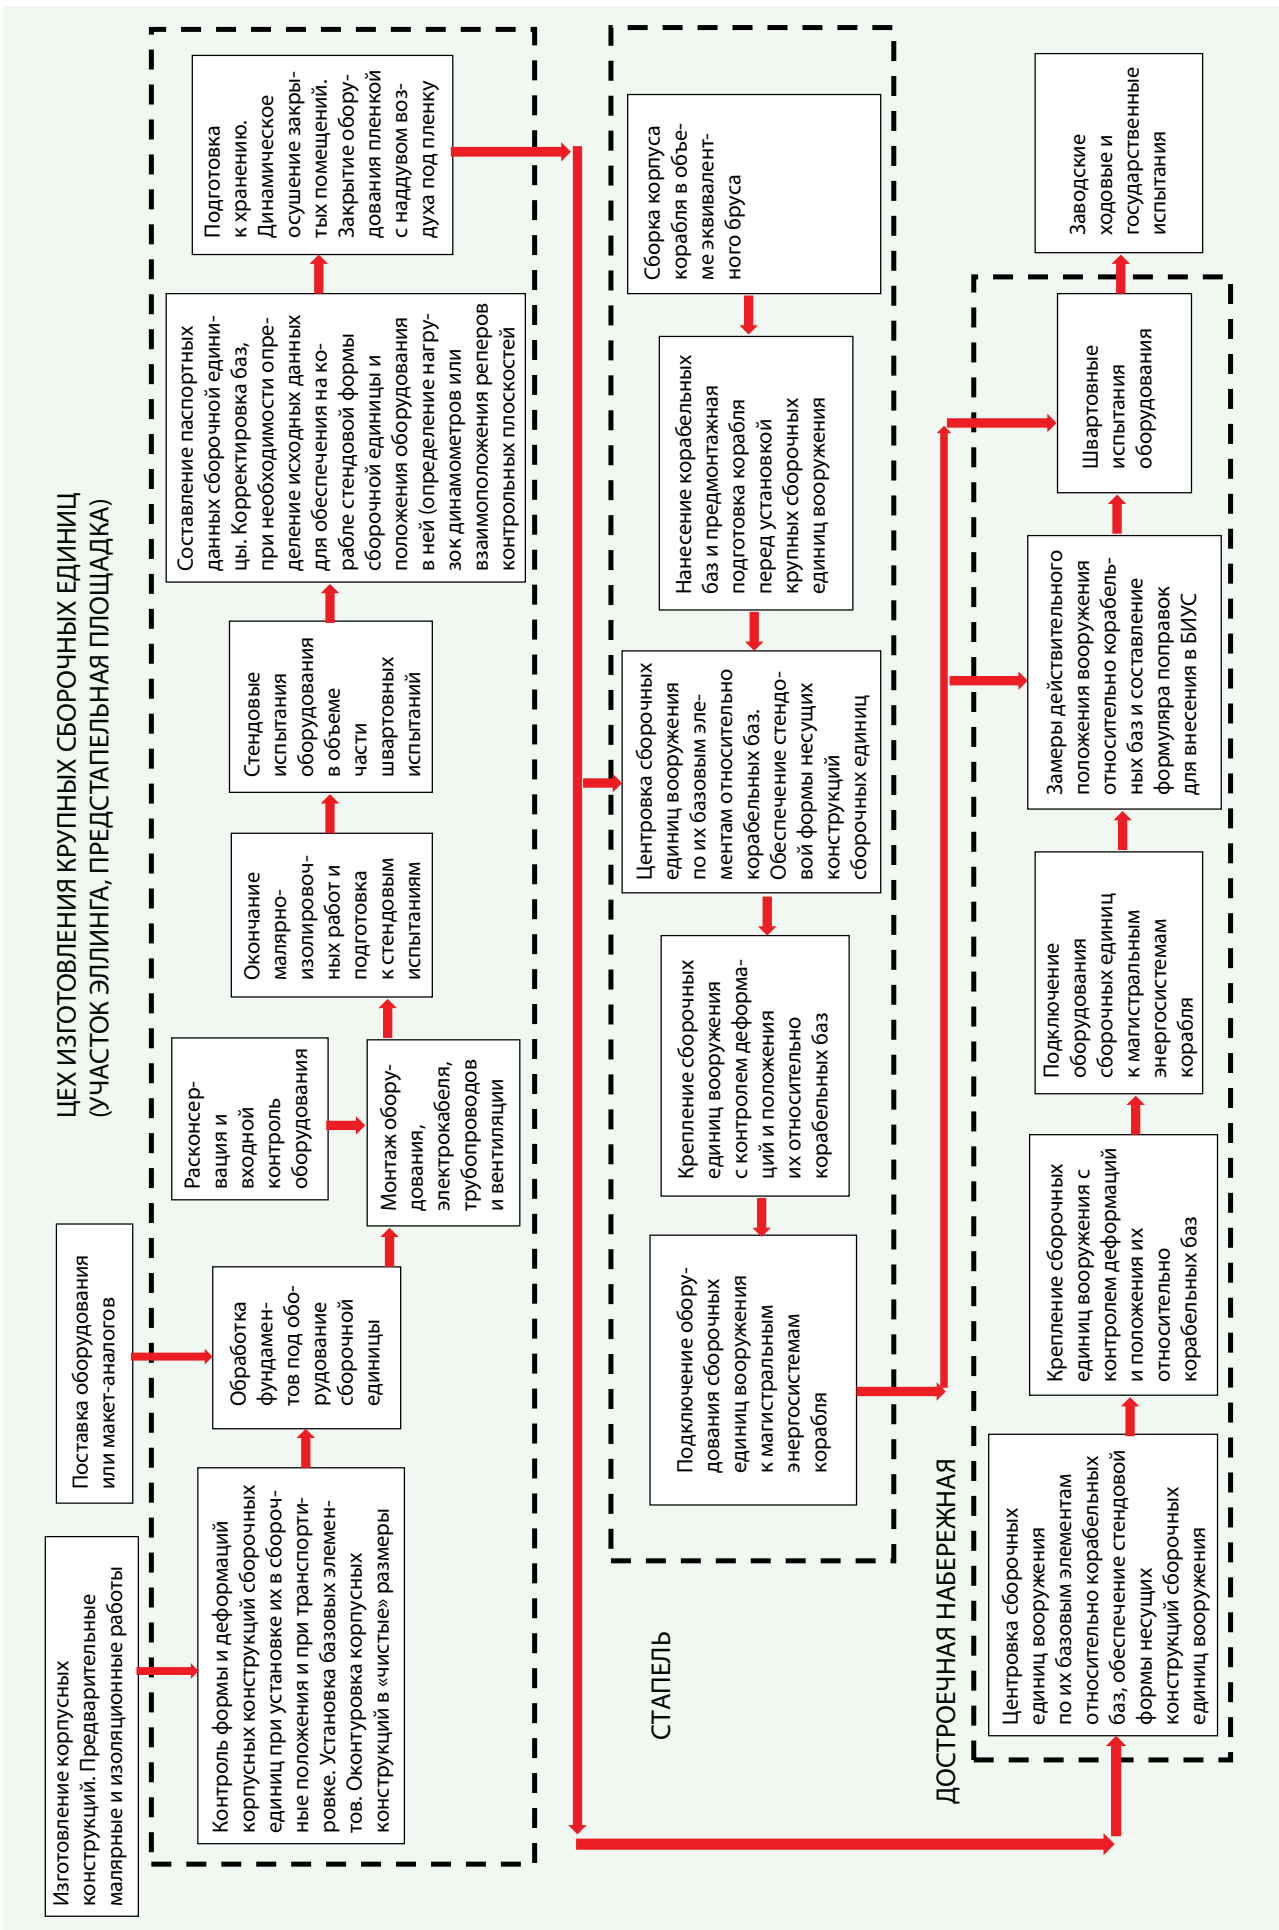 ЦЕХ ИЗГОТОВЛЕНИЯ КРУПНЫХ СБОРОЧНЫХ ЕДИНИЦ
(УЧАСТОК ЭЛЛИНГА, ПРЕДСТАПЕЛЬНАЯ ПЛОЩАДКА)
Изготовление корпусных
конструкций. Предварительные
малярные и изоляционные работы
Поставка оборудования
или макет-аналогов
Контроль формы и деформаций
корпусных конструкций сборочных
единиц при установке их в сбороч-
ные положения и при транспорти-
ровке. Установка базовых элемен-
тов. Оконтуровка корпусных
конструкций в «чистые» размеры
Обработка
фундамен-
тов под обо-
рудование
сборочной
единицы
Расконсер-
вация и
входной
контроль
оборудования
Монтаж обору-
дования,
электрокабеля,
трубопроводов
и вентиляции
Окончание
малярно-
изолировоч-
ных работ и
подготовка
к стендовым
испытаниям
Стендовые
испытания
оборудования
в объеме
части
швартовных
испытаний
Составление паспортных
данных сборочной едини-
цы. Корректировка баз,
при необходимости опре-
деление исходных данных
для обеспечения на ко-
рабле стендовой формы
сборочной единицы и
положения оборудования
в ней (определение нагру-
зок динамометров или
взаимоположения реперов
контрольных плоскостей
Подготовка
к хранению.
Динамическое
осушение закры-
тых помещений.
Закрытие обору-
дования пленкой
с наддувом воз-
духа под пленку
СТАПЕЛЬ
Сборка корпуса
корабля в объе-
ме эквивалент-
ного бруса
Нанесение корабельных
баз и предмонтажная
подготовка корабля
перед установкой
крупных сборочных
единиц вооружения
Центровка сборочных
единиц вооружения
по их базовым эле-
ментам относительно
корабельных баз.
Обеспечение стендо-
вой формы несущих
конструкций
сборочных единиц
Крепление сборочных
единиц вооружения
с контролем деформа-
ций и положения
их относительно
корабельных баз
Подключение обору-
дования сборочных
единиц вооружения
к магистральным
энергосистемам
корабля
ДОСТРОЕЧНАЯ НАБЕРЕЖНАЯ
Центровка сборочных
единиц вооружения
по их базовым элементам
относительно корабельных
баз, обеспечение стендовой
формы несущих
конструкций сборочных
единиц вооружения
Крепление сборочных
единиц вооружения с
контролем деформаций
и положения их
относительно
корабельных баз
Подключение
оборудования
сборочных единиц
к магистральным
энергосистемам
корабля
Замеры действительного
положения вооружения
относительно корабель-
ных баз и составление
формуляра поправок
для внесения в БИУС
Швартовные
испытания
оборудования
Заводские
ходовые и
государственные
испытания